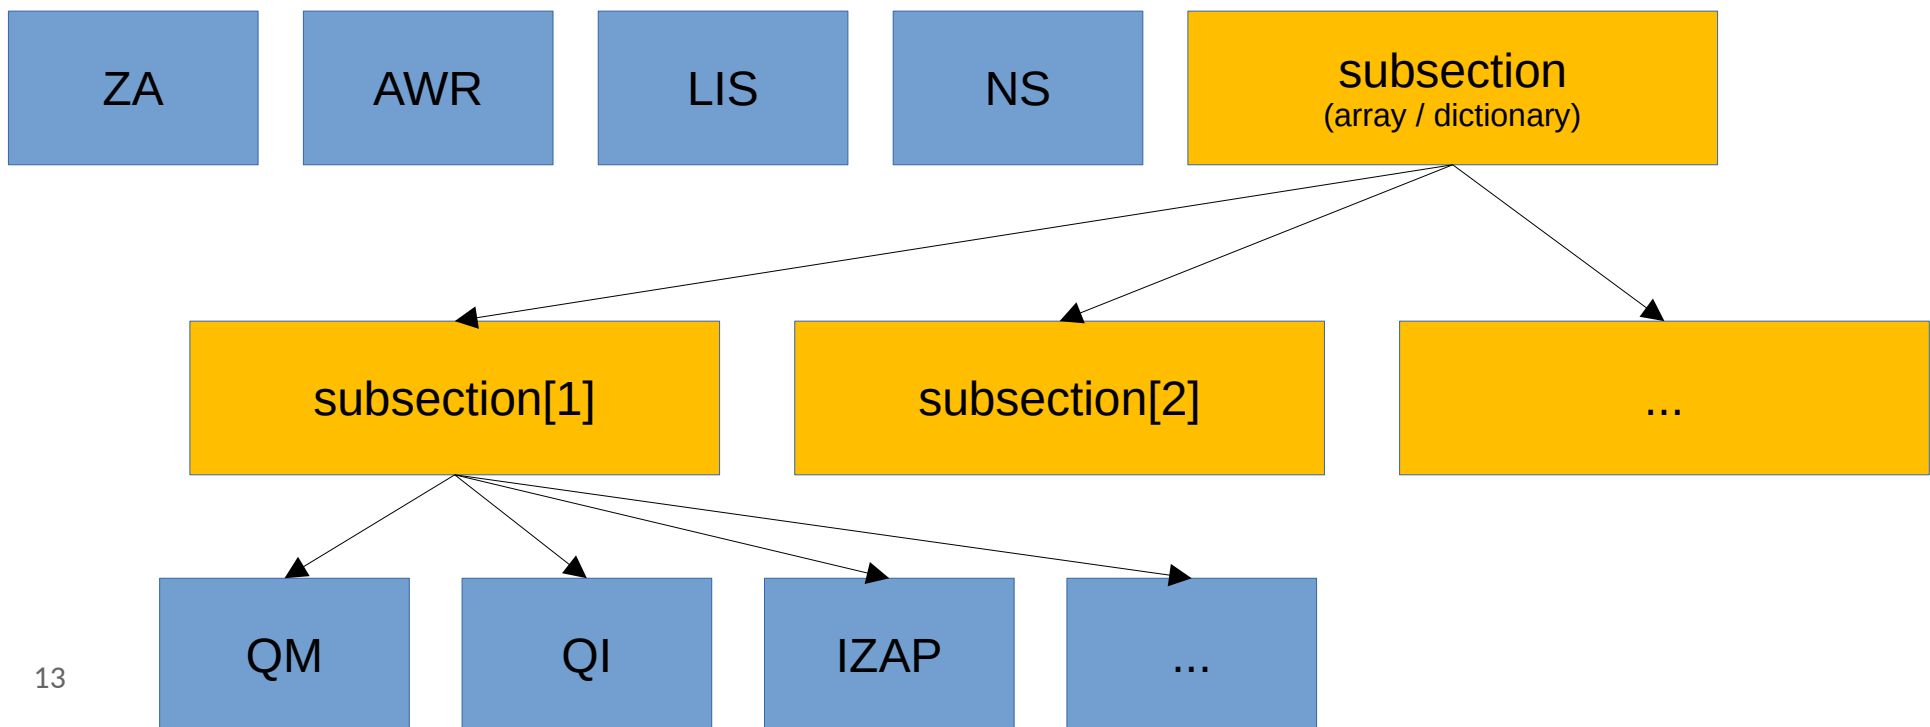 ZA
AWR
LIS
NS
subsection
(array / dictionary)
subsection[1]
subsection[2]
...
QM
QI
IZAP
...
13